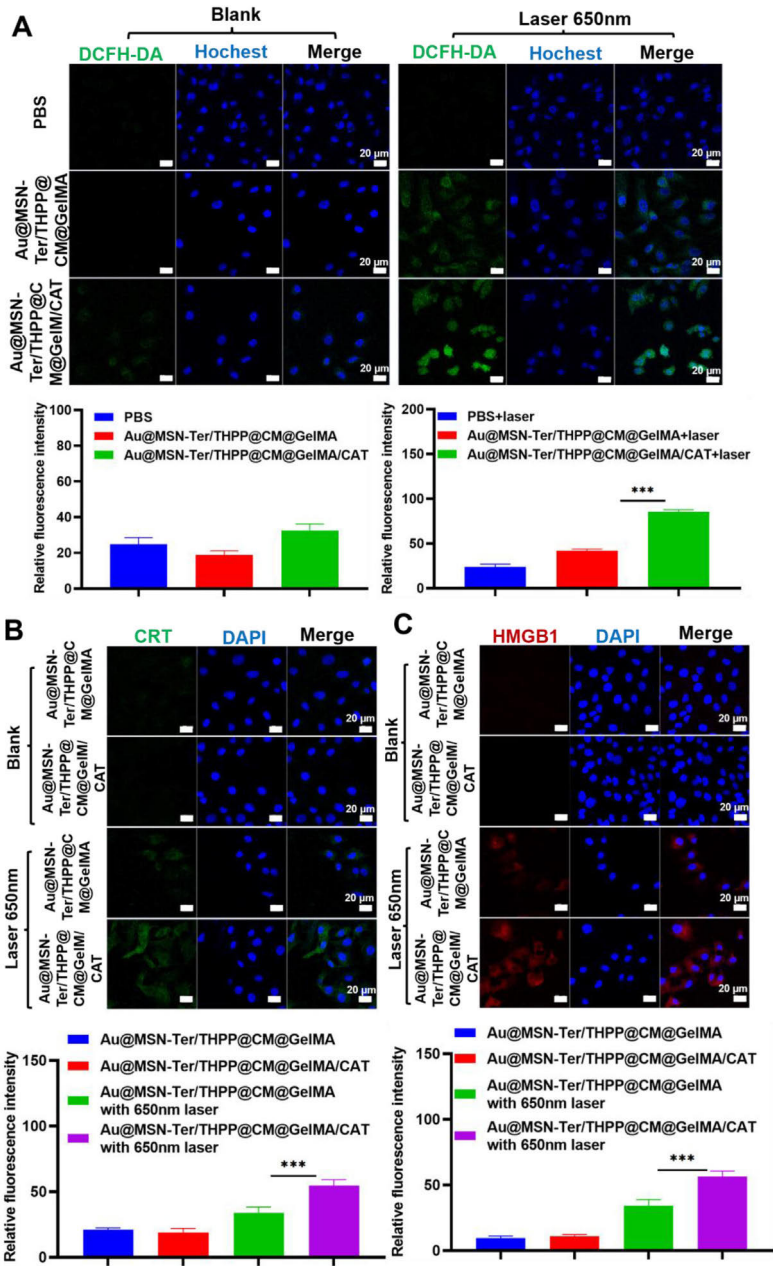 A
Blank
Laser 650nm
DCFH-DA
Hochest
Merge
DCFH-DA
Hochest
Merge
PBS
20 μm
20 μm
Au@MSN-
Ter/THPP@
CM@GelMA
20 μm
20 μm
Au@MSN-
Ter/THPP@C
M@GelM/CAT
20 μm
20 μm
Relative fluorescence intensity
100
80
60
40
20
0
PBS
Au@MSN-Ter/THPP@CM@GelMA
Au@MSN-Ter/THPP@CM@GelMA/CAT
Relative fluorescence intensity
200
150
100
50
0
PBS+laser
Au@MSN-Ter/THPP@CM@GelMA+laser
Au@MSN-Ter/THPP@CM@GelMA/CAT+laser
***
B
CRT
DAPI
Merge
Blank
Au@MSN-
Ter/THPP@C
M@GelMA
20 μm
Au@MSN-
Ter/THPP@
CM@GelM/
CAT
20 μm
Laser 650nm
Au@MSN-
Ter/THPP@C
M@GelMA
20 μm
Au@MSN-
Ter/THPP@
CM@GelM/
CAT
20 μm
Relative fluorescence intensity
150
100
50
0
Au@MSN-Ter/THPP@CM@GelMA
Au@MSN-Ter/THPP@CM@GelMA/CAT
Au@MSN-Ter/THPP@CM@GelMA
with 650nm laser
Au@MSN-Ter/THPP@CM@GelMA/CAT
with 650nm laser
***
C
HMGB1
DAPI
Merge
Blank
Au@MSN-
Ter/THPP@C
M@GelMA
20 μm
Au@MSN-
Ter/THPP@
CM@GelM/
CAT
20 μm
Laser 650nm
Au@MSN-
Ter/THPP@C
M@GelMA
20 μm
Au@MSN-
Ter/THPP@
CM@GelM/
CAT
20 μm
Relative fluorescence intensity
150
100
50
0
Au@MSN-Ter/THPP@CM@GelMA
Au@MSN-Ter/THPP@CM@GelMA/CAT
Au@MSN-Ter/THPP@CM@GelMA
with 650nm laser
Au@MSN-Ter/THPP@CM@GelMA/CAT
with 650nm laser
***